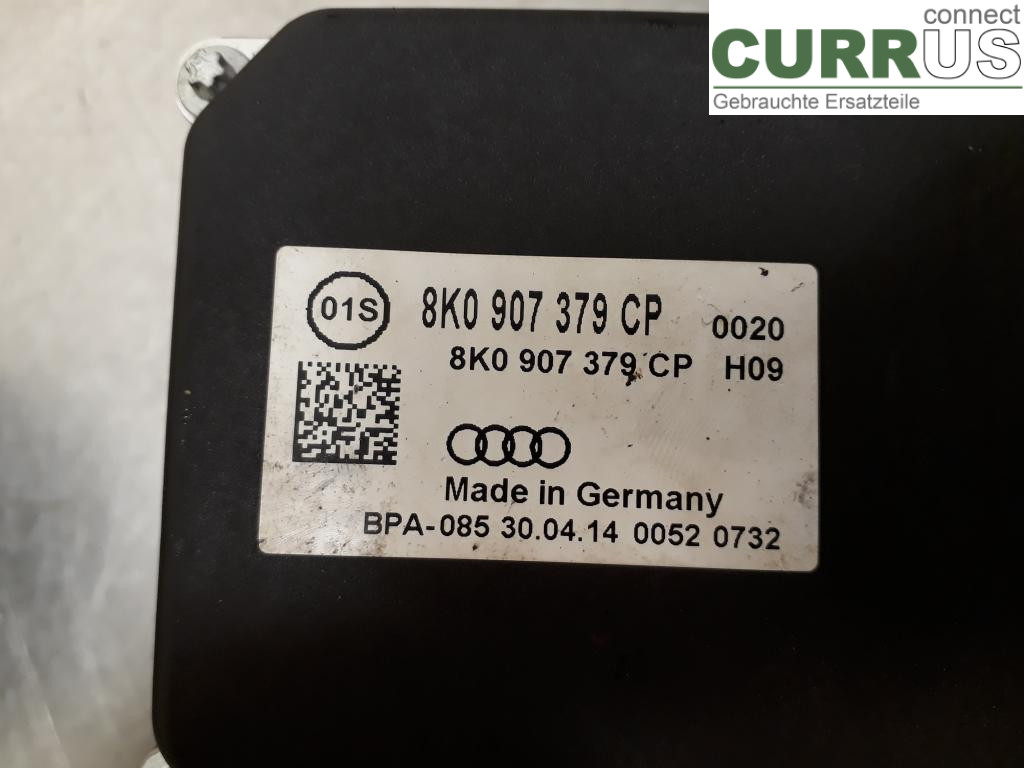 connect
CURRUS
Gebrauchte Ersatzteile
01S 8K0 907 379 CP 0020
8K0 907 379 CP H09
Made in Germany
BPA-085 30.04.14 0052 0732